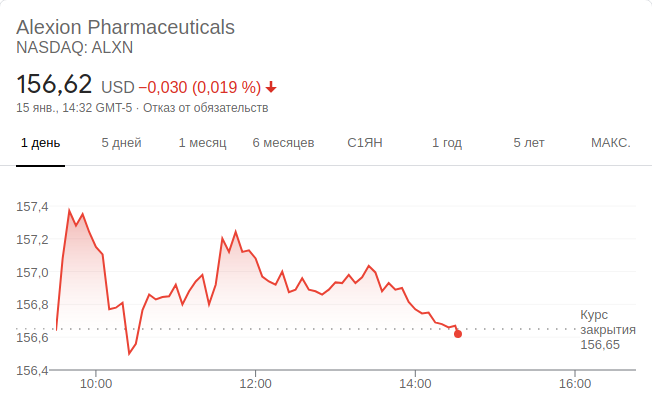 Alexion Pharmaceuticals
NASDAQ: ALXN
156,62 USD −0,030 (0,019 %)
15 янв., 14:32 GMT-5 · Отказ от обязательств
1 день 5 дней 1 месяц 6 месяцев С1ЯН 1 год 5 лет МАКС.
157,4
157,2
157,0
156,8
Курс
закрытия
156,65
156,6
156,4
10:00 12:00 14:00 16:00